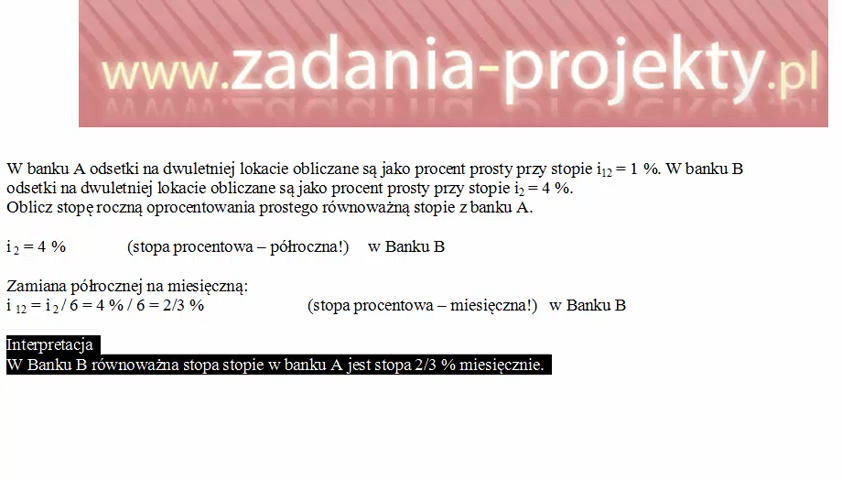 www.zadania-projekty.pl
W banku A odsetki na dwuletniej lokacie obliczane są jako procent prosty przy stopie i12 = 1 %. W banku B
odsetki na dwuletniej lokacie obliczane są jako procent prosty przy stopie i2 = 4 %.
Oblicz stopę roczną oprocentowania prostego równoważną stopie z banku A.
i 2 = 4 % (stopa procentowa – półroczna!) w Banku B
Zamiana półrocznej na miesięczną:
i 12 = i 2 / 6 = 4 % / 6 = 2/3 % (stopa procentowa – miesięczna!) w Banku B
Interpretacja
W Banku B równoważna stopa stopie w banku A jest stopa 2/3 % miesięcznie.